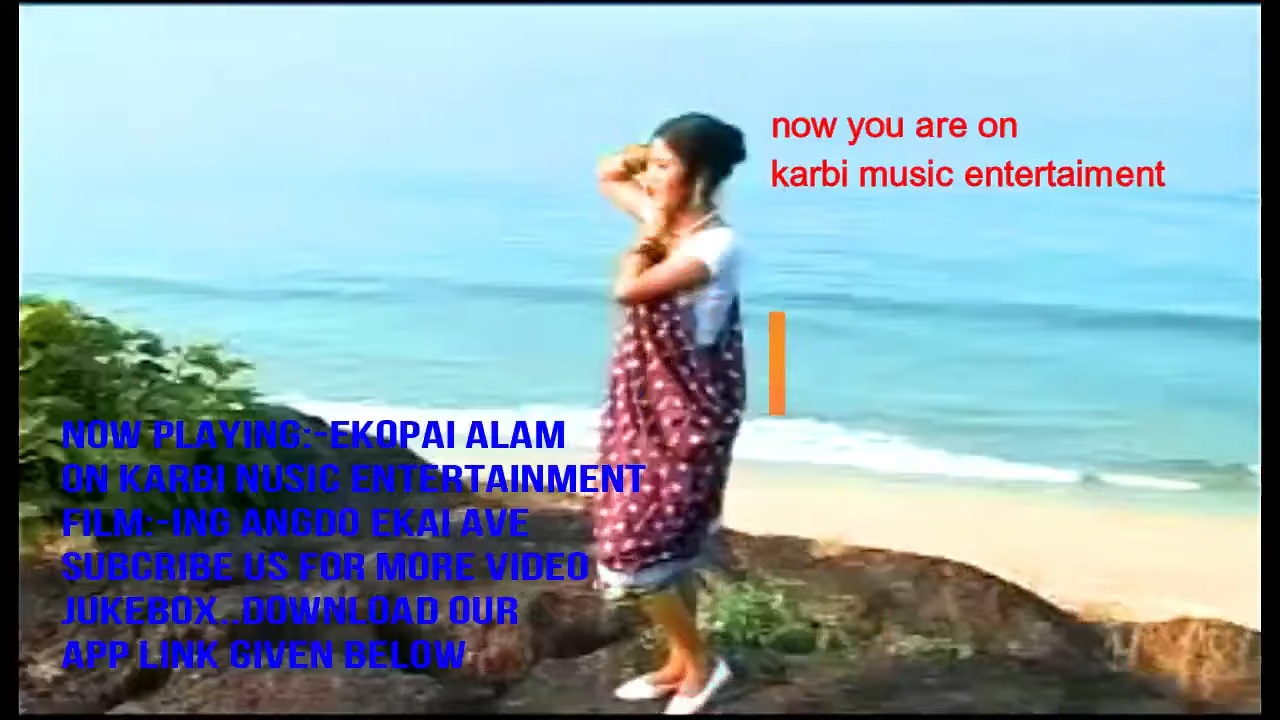 now you are on
karbi music entertaiment
NOW PLAYING:-EKOPAI ALAM
ON KARBI NUSIC ENTERTAINMENT
FILM:-ING ANGDO EKAI AVE
SUBCRIBE US FOR MORE VIDEO
JUKEBOX..DOWNLOAD OUR
APP LINK GIVEN BELOW